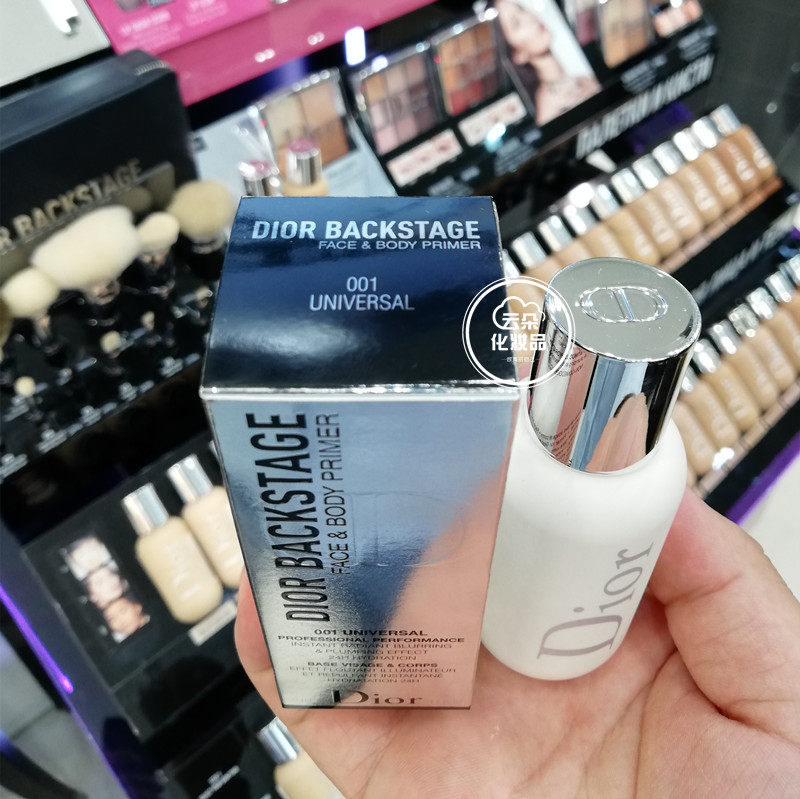 DIOR BACKSTAGE
FACE & BODY PRIMER
001
UNIVERSAL
DIOR BACKSTAGE
FACE & BODY PRIMER
001 UNIVERSAL
PROFESSIONAL PERFORMANCE
INSTANT RADIANT BLURRING
& PLUMPING EFFECT
24H HYDRATION
BASE VISAGE & CORPS
EFFET FLOUTANT ILLUMINATEUR
ET REPULPANT INSTANTANÉ
HYDRATATION 24H
Dior
Dior
云朵
化妆品
R BACKSTAGE